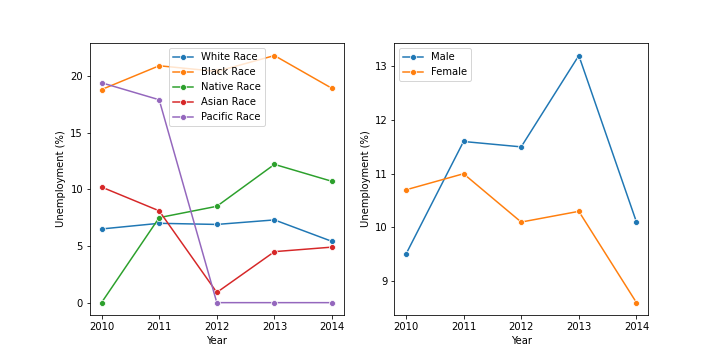 White Race
Black Race
Native Race
Asian Race
Pacific Race
Unemployment (%)
20
15
10
5
0
2010 2011 2012 2013 2014
Year
Male
Female
Unemployment (%)
13
12
11
10
9
2010 2011 2012 2013 2014
Year